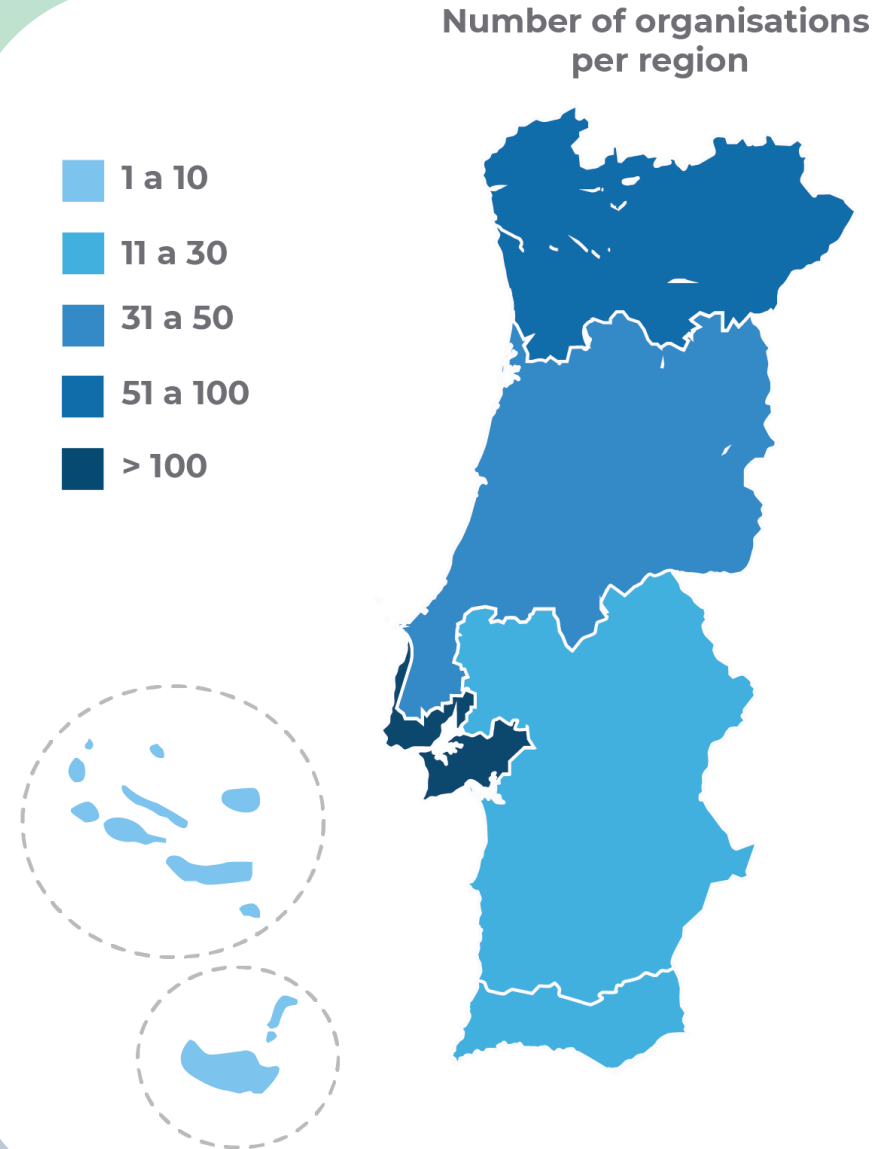 Number of organisations
per region
1 a 10
11 a 30
31 a 50
51 a 100
> 100